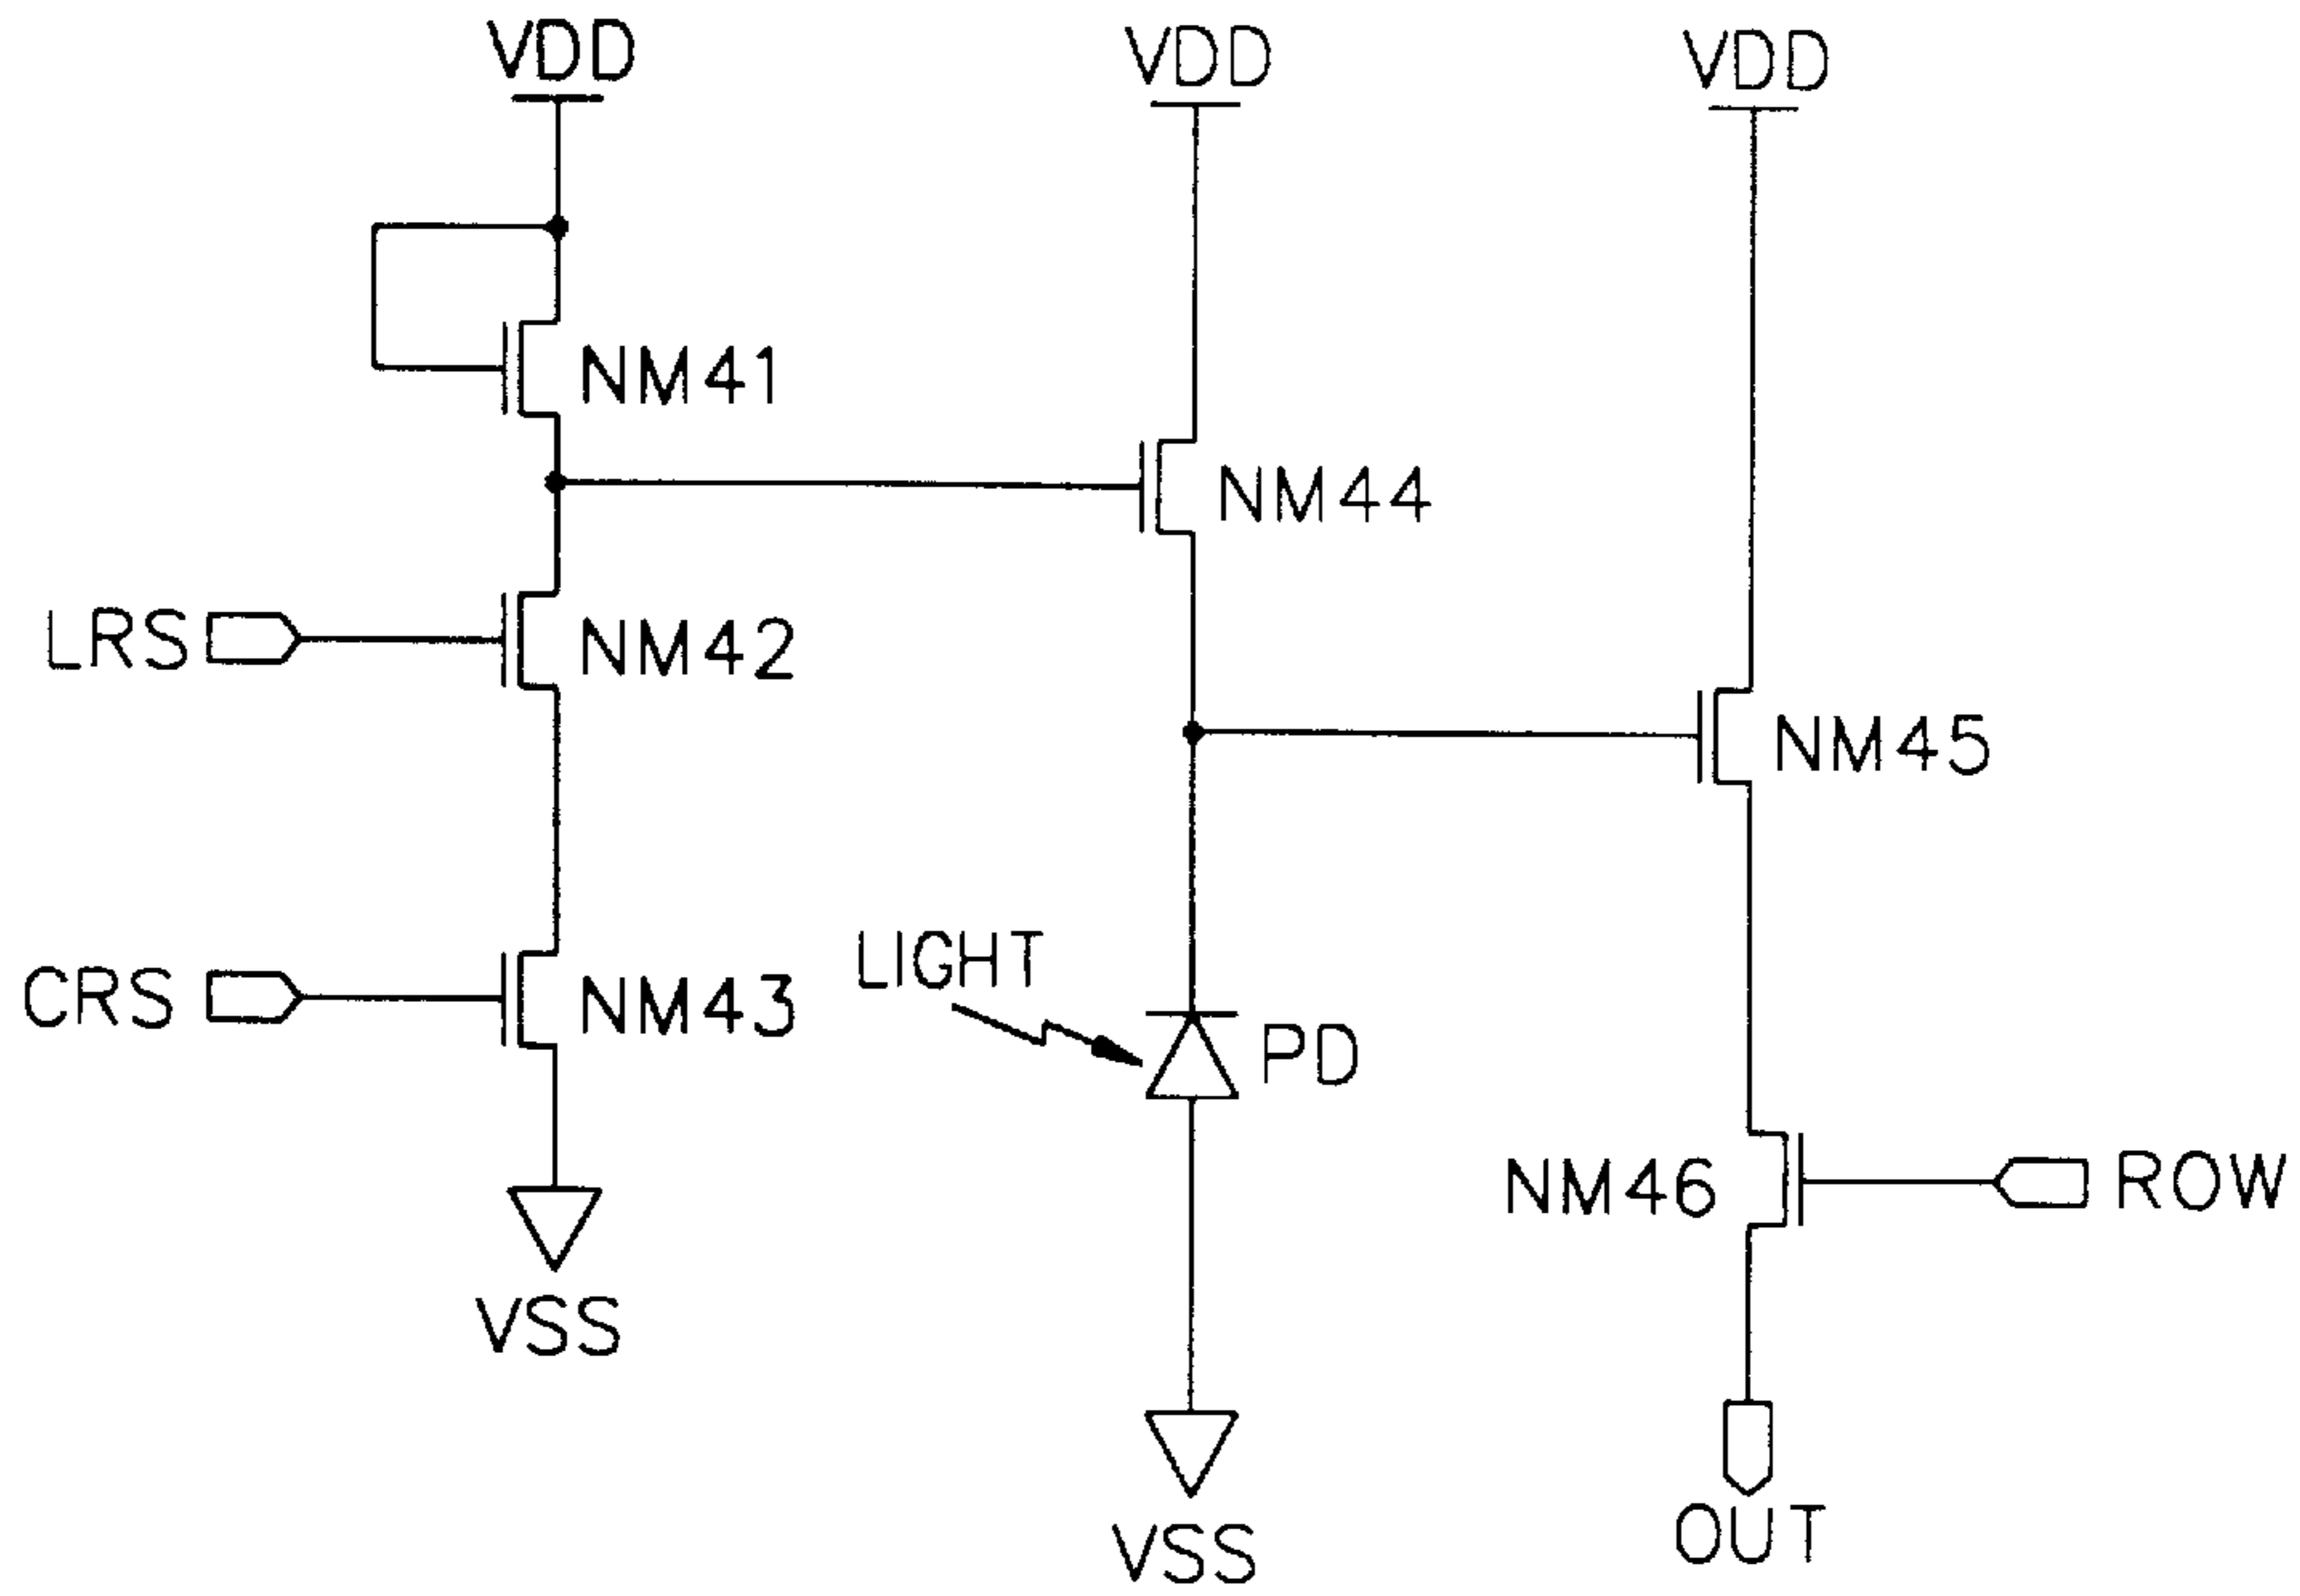 VDD
VDD
VDD
NM41
NM44
LRS
NM42
NM45
LIGHT
CRS
NM43
PD
NM46
ROW
VSS
OUT
VSS